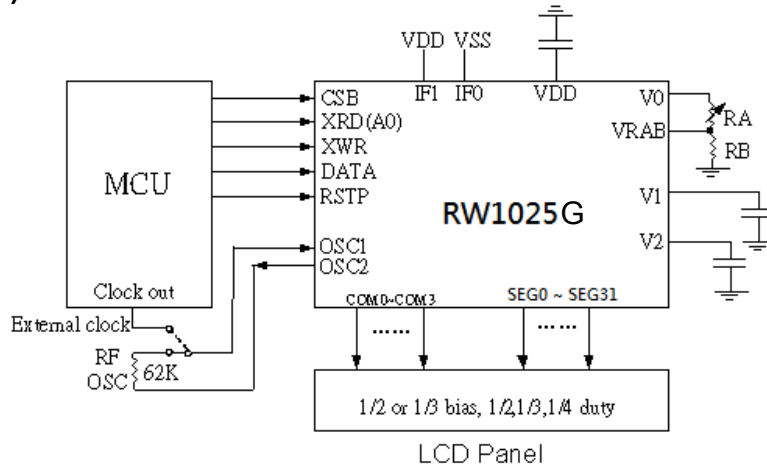 )
VDD VSS
IF1 IF0 VDD
MCU
CSB
XRD(A0)
XWR
DATA
RSTP
OSC1
OSC2
RW1025G
V0
VRAB
V1
V2
RA
RB
Clock out
External clock
RF
OSC
62K
COM0~COM3
SEG0 ~ SEG31
......
......
1/2 or 1/3 bias, 1/2,1/3,1/4 duty
LCD Panel